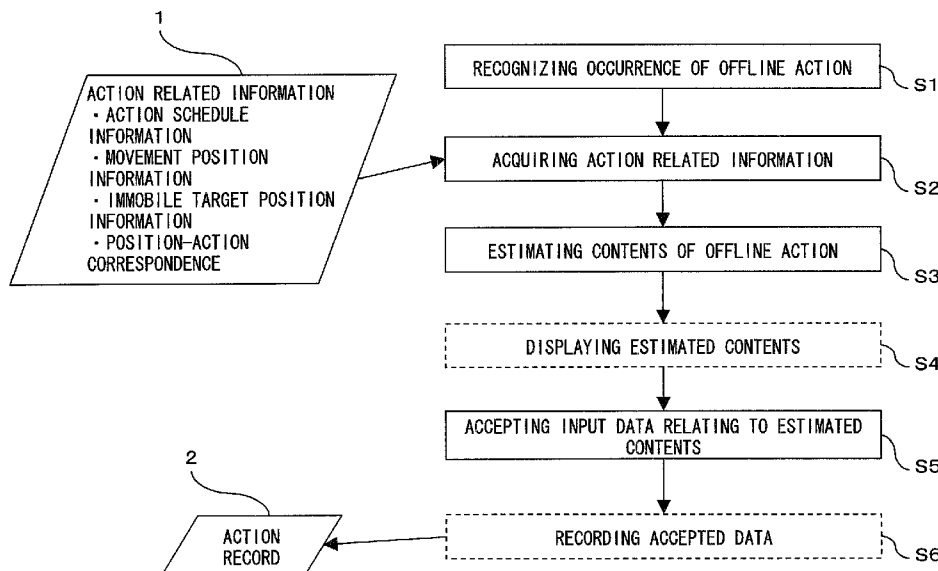 1
ACTION RELATED INFORMATION
・ACTION SCHEDULE
INFORMATION
・MOVEMENT POSITION
INFORMATION
・IMMOBILE TARGET POSITION
INFORMATION
・POSITION-ACTION
CORRESPONDENCE
RECOGNIZING OCCURRENCE OF OFFLINE ACTION
S1
ACQUIRING ACTION RELATED INFORMATION
S2
ESTIMATING CONTENTS OF OFFLINE ACTION
S3
DISPLAYING ESTIMATED CONTENTS
S4
ACCEPTING INPUT DATA RELATING TO ESTIMATED
CONTENTS
S5
2
ACTION
RECORD
RECORDING ACCEPTED DATA
S6